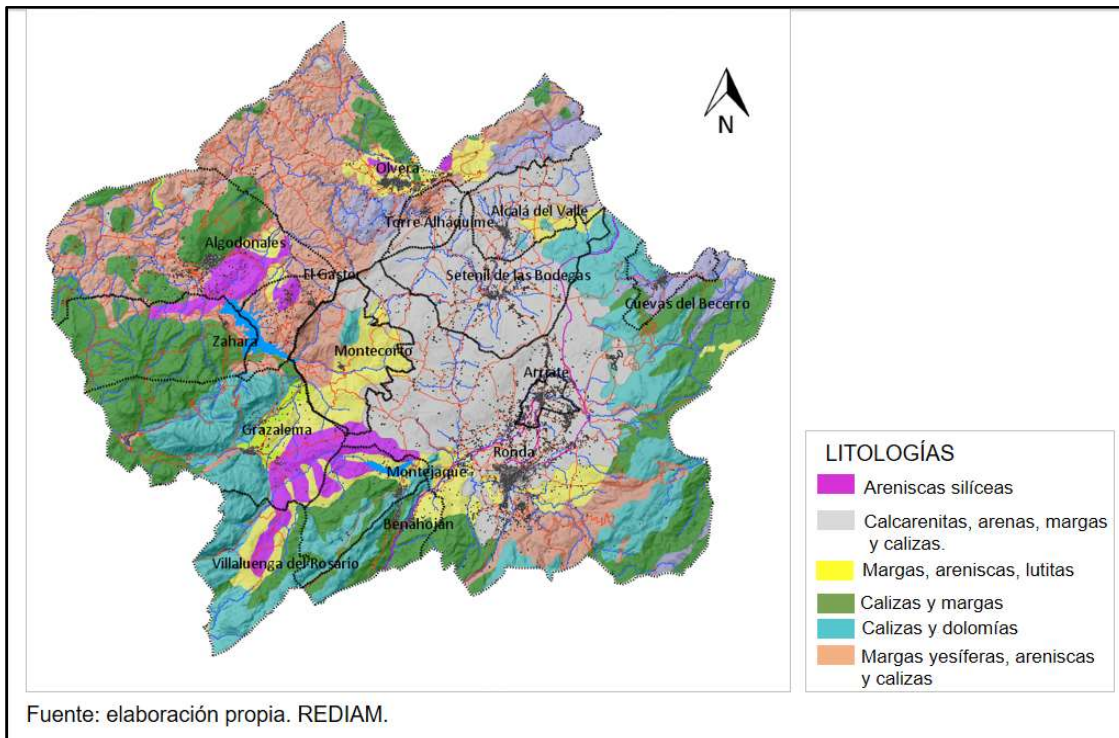 N
Olvera
Torre Alháquime
Alcalá del Valle
Algodonales
El Gastor
Setenil de las Bodegas
Cuevas del Becerro
Zahara
Montecorto
Arriate
Grazalema
Ronda
Montejaque
Benaoján
Villaluenga del Rosario
LITOLOGÍAS
Areniscas silíceas
Calcarenitas, arenas, margas
y calizas.
Margas, areniscas, lutitas
Calizas y margas
Calizas y dolomías
Margas yesíferas, areniscas
y calizas
Fuente: elaboración propia. REDIAM.